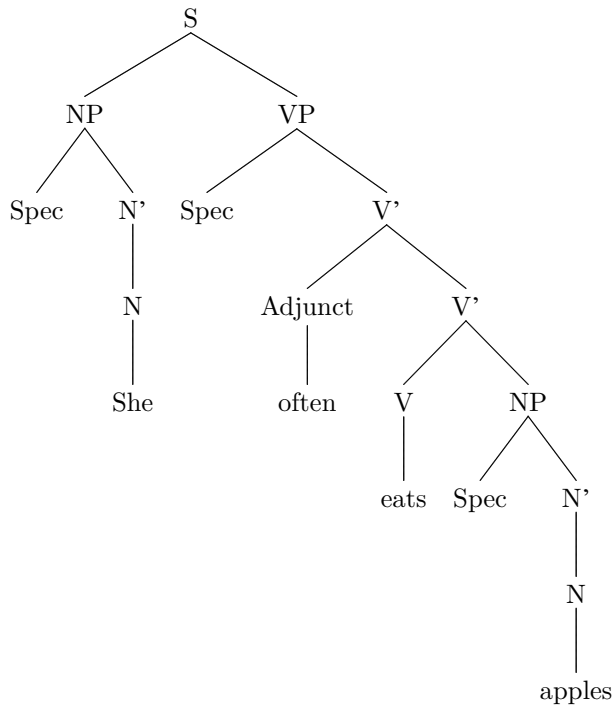 S
NP VP
Spec N' Spec V'
N Adjunct V'
She often V NP
eats Spec N'
N
apples